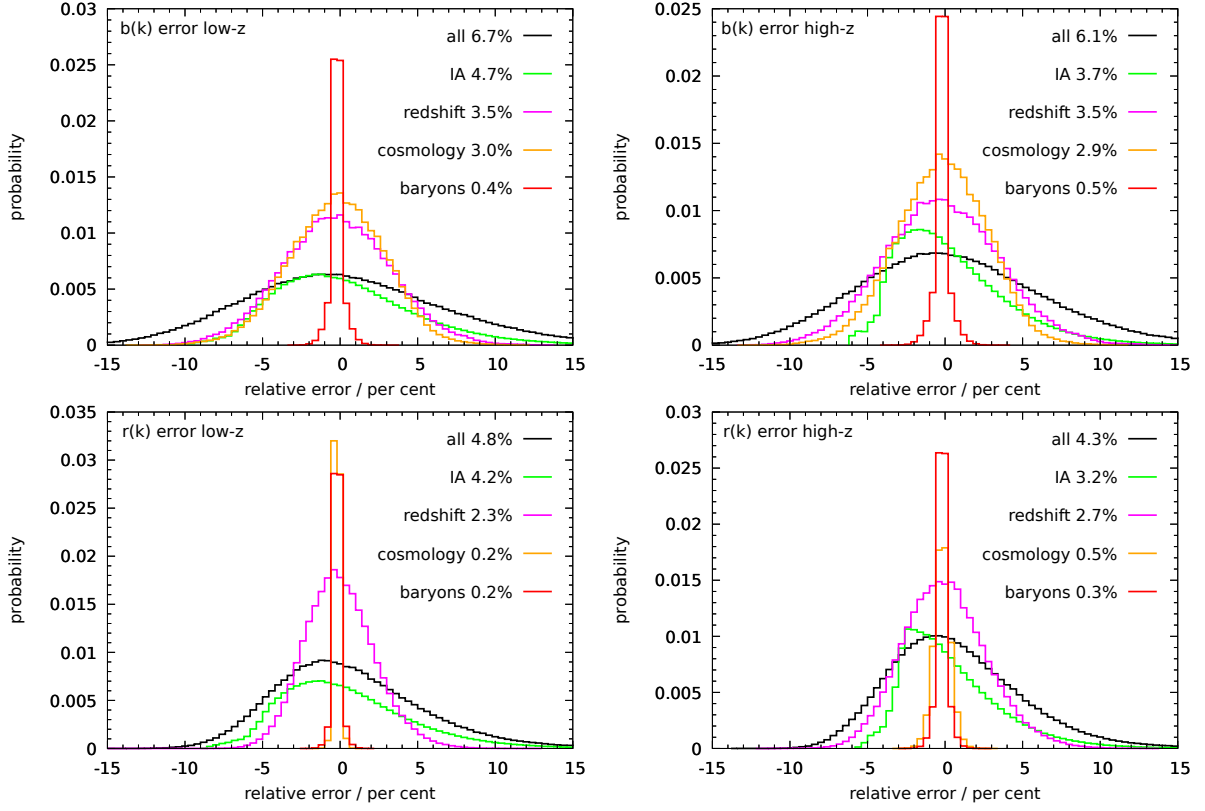 b(k) error low-z
all 6.7%
IA 4.7%
redshift 3.5%
cosmology 3.0%
baryons 0.4%
probability
0.03
0.025
0.02
0.015
0.01
0.005
0
-15 -10 -5 0 5 10 15
relative error / per cent
b(k) error high-z
all 6.1%
IA 3.7%
redshift 3.5%
cosmology 2.9%
baryons 0.5%
probability
0.025
0.02
0.015
0.01
0.005
0
-15 -10 -5 0 5 10 15
relative error / per cent
r(k) error low-z
all 4.8%
IA 4.2%
redshift 2.3%
cosmology 0.2%
baryons 0.2%
probability
0.035
0.03
0.025
0.02
0.015
0.01
0.005
0
-15 -10 -5 0 5 10 15
relative error / per cent
r(k) error high-z
all 4.3%
IA 3.2%
redshift 2.7%
cosmology 0.5%
baryons 0.3%
probability
0.03
0.025
0.02
0.015
0.01
0.005
0
-15 -10 -5 0 5 10 15
relative error / per cent